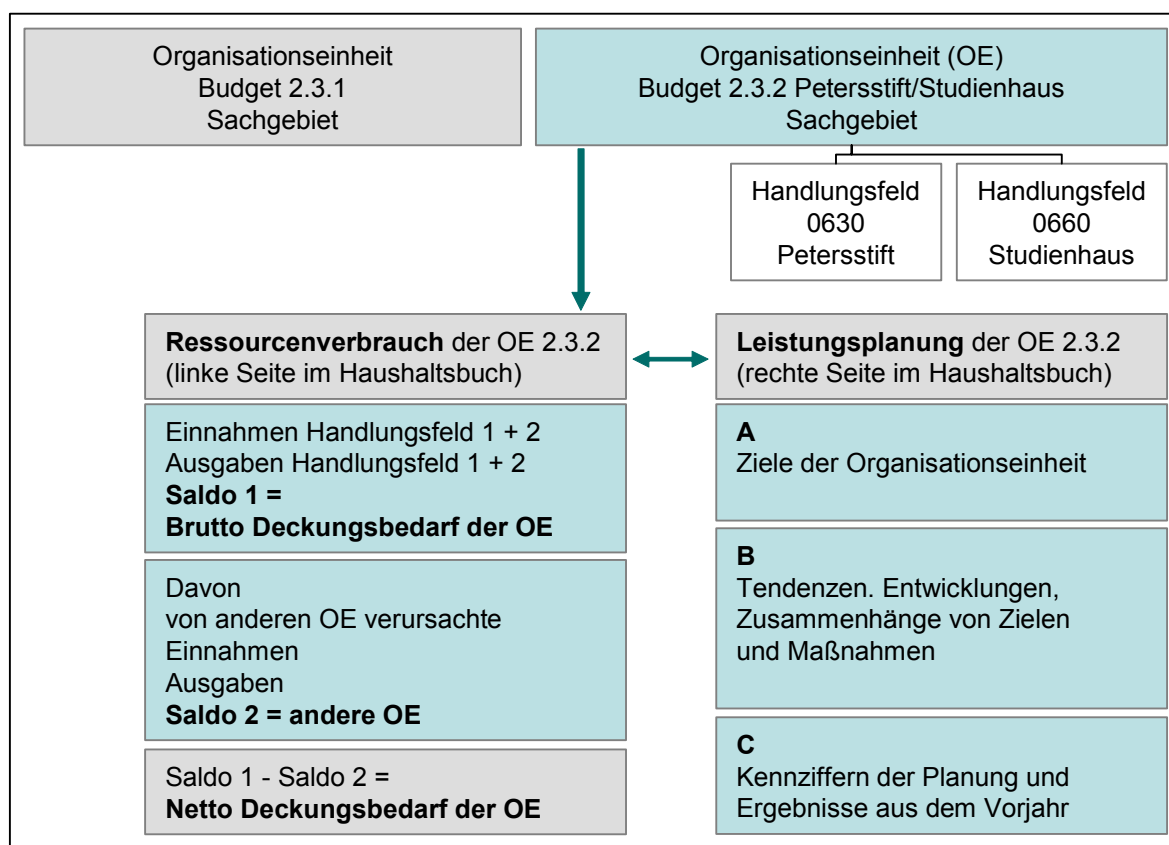 Organisationseinheit
Budget 2.3.1
Sachgebiet
Organisationseinheit (OE)
Budget 2.3.2 Petersstift/Studienhaus
Sachgebiet
Handlungsfeld
0630
Petersstift
Handlungsfeld
0660
Studienhaus
Ressourcenverbrauch der OE 2.3.2
(linke Seite im Haushaltsbuch)
Einnahmen Handlungsfeld 1 + 2
Ausgaben Handlungsfeld 1 + 2
Saldo 1 =
Brutto Deckungsbedarf der OE
Davon
von anderen OE verursachte
Einnahmen
Ausgaben
Saldo 2 = andere OE
Saldo 1 - Saldo 2 =
Netto Deckungsbedarf der OE
Leistungsplanung der OE 2.3.2
(rechte Seite im Haushaltsbuch)
A
Ziele der Organisationseinheit
B
Tendenzen. Entwicklungen,
Zusammenhänge von Zielen
und Maßnahmen
C
Kennziffern der Planung und
Ergebnisse aus dem Vorjahr